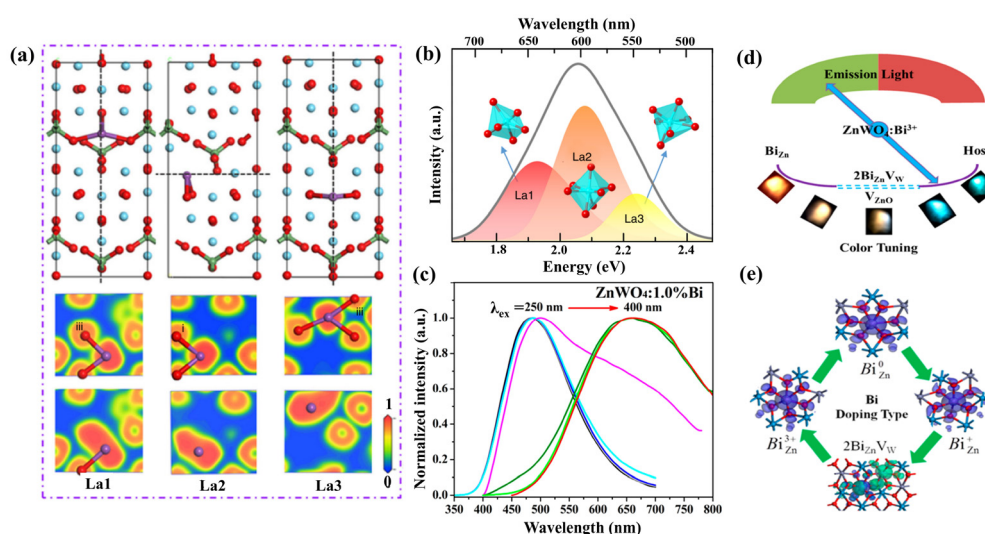 (a)
iii
i
iii
1
0
La1
La2
La3
(b)
Wavelength (nm)
700
650
600
550
500
Intensity (a.u.)
La1
La2
La3
1.8
2.0
2.2
2.4
Energy (eV)
(c)
ZnWO4:1.0%Bi
λex =250 nm → 400 nm
Normalized intensity (a.u.)
1.0
0.8
0.6
0.4
0.2
0.0
350
400
450
500
550
600
650
700
750
800
Wavelength (nm)
(d)
Emission Light
ZnWO4:Bi3+
BiZn
Hos
2BiZnVW
VZnO
Color Tuning
(e)
Bi0Zn
Bi
Doping Type
Bi3+Zn
Bi+Zn
2BiZnVW